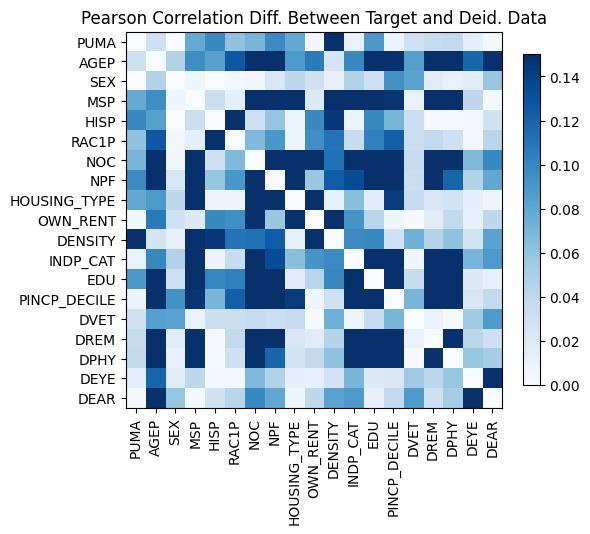 Pearson Correlation Diff. Between Target and Deid. Data
PUMA
AGEP
SEX
MSP
HISP
RAC1P
NOC
NPF
HOUSING_TYPE
OWN_RENT
DENSITY
INDP_CAT
EDU
PINCP_DECILE
DVET
DREM
DPHY
DEYE
DEAR
PUMA
AGEP
SEX
MSP
HISP
RAC1P
NOC
NPF
HOUSING_TYPE
OWN_RENT
DENSITY
INDP_CAT
EDU
PINCP_DECILE
DVET
DREM
DPHY
DEYE
DEAR
0.14
0.12
0.10
0.08
0.06
0.04
0.02
0.00